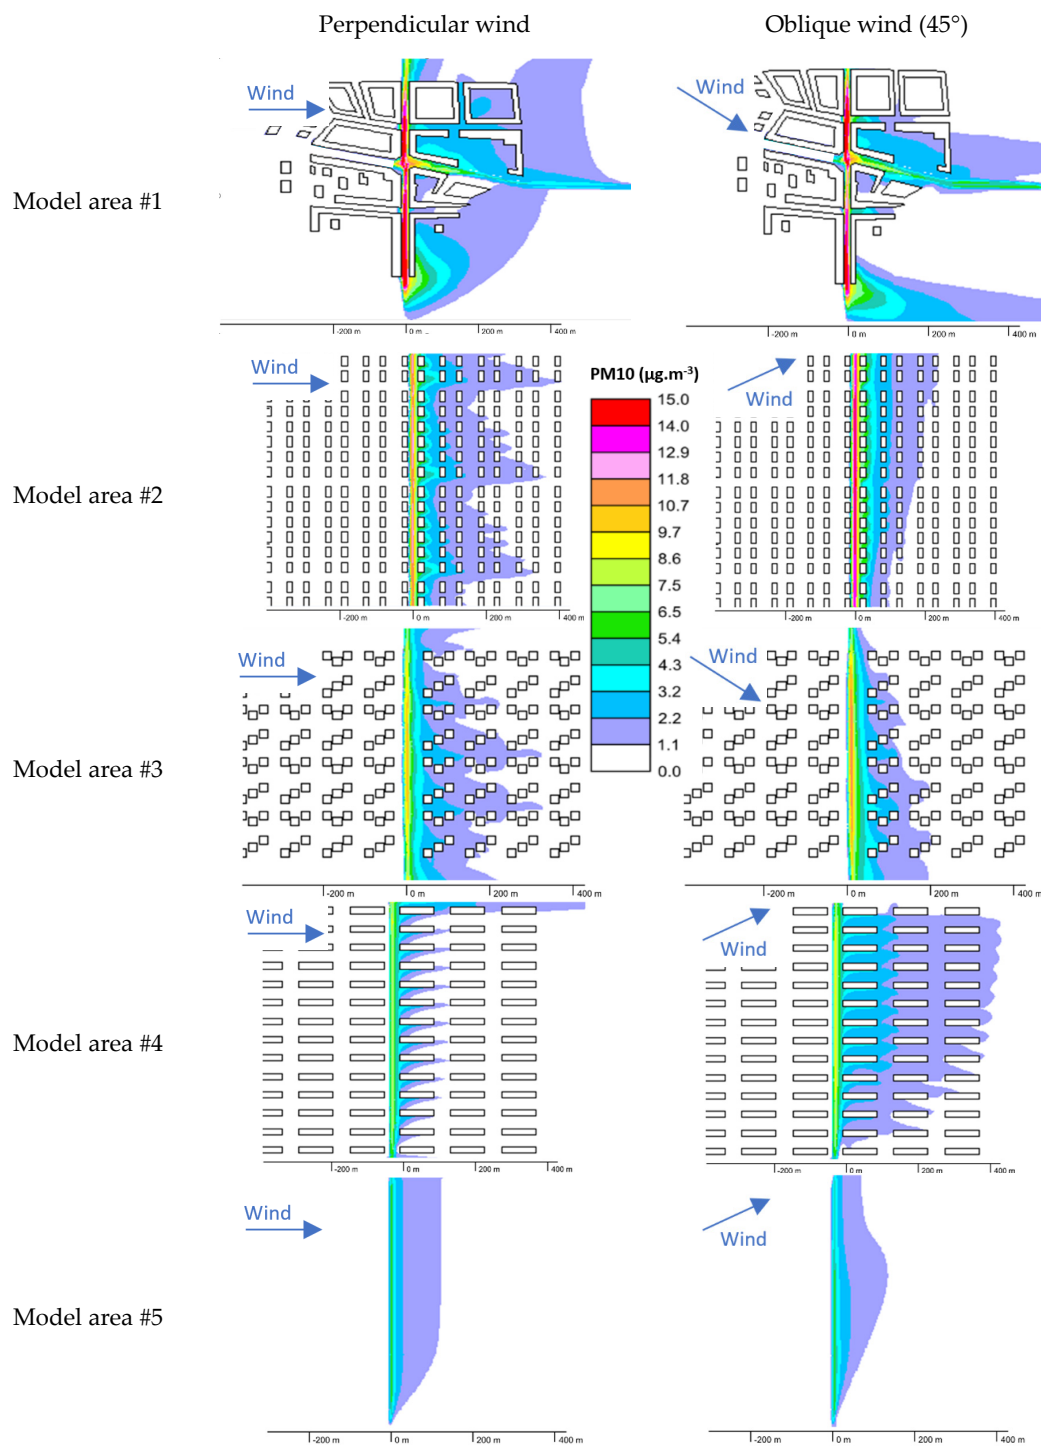 Perpendicular wind
Oblique wind (45°)
Wind
Wind
Model area #1
-200 m
0 m
200 m
400 m
-200 m
0 m
200 m
400 m
Wind
Wind
PM10 (µg.m-3)
15.0
14.0
12.9
11.8
10.7
9.7
8.6
7.5
6.5
5.4
4.3
3.2
2.2
1.1
0.0
Model area #2
-200 m
0 m
200 m
400 m
-200 m
0 m
200 m
400 m
Wind
Wind
Model area #3
-200 m
0 m
200 m
400 m
-200 m
0 m
200 m
400 m
Wind
Wind
Model area #4
-200 m
0 m
200 m
400 m
-200 m
0 m
200 m
400 m
Wind
Wind
Model area #5
-200 m
0 m
200 m
400 m
-200 m
0 m
200 m
400 m